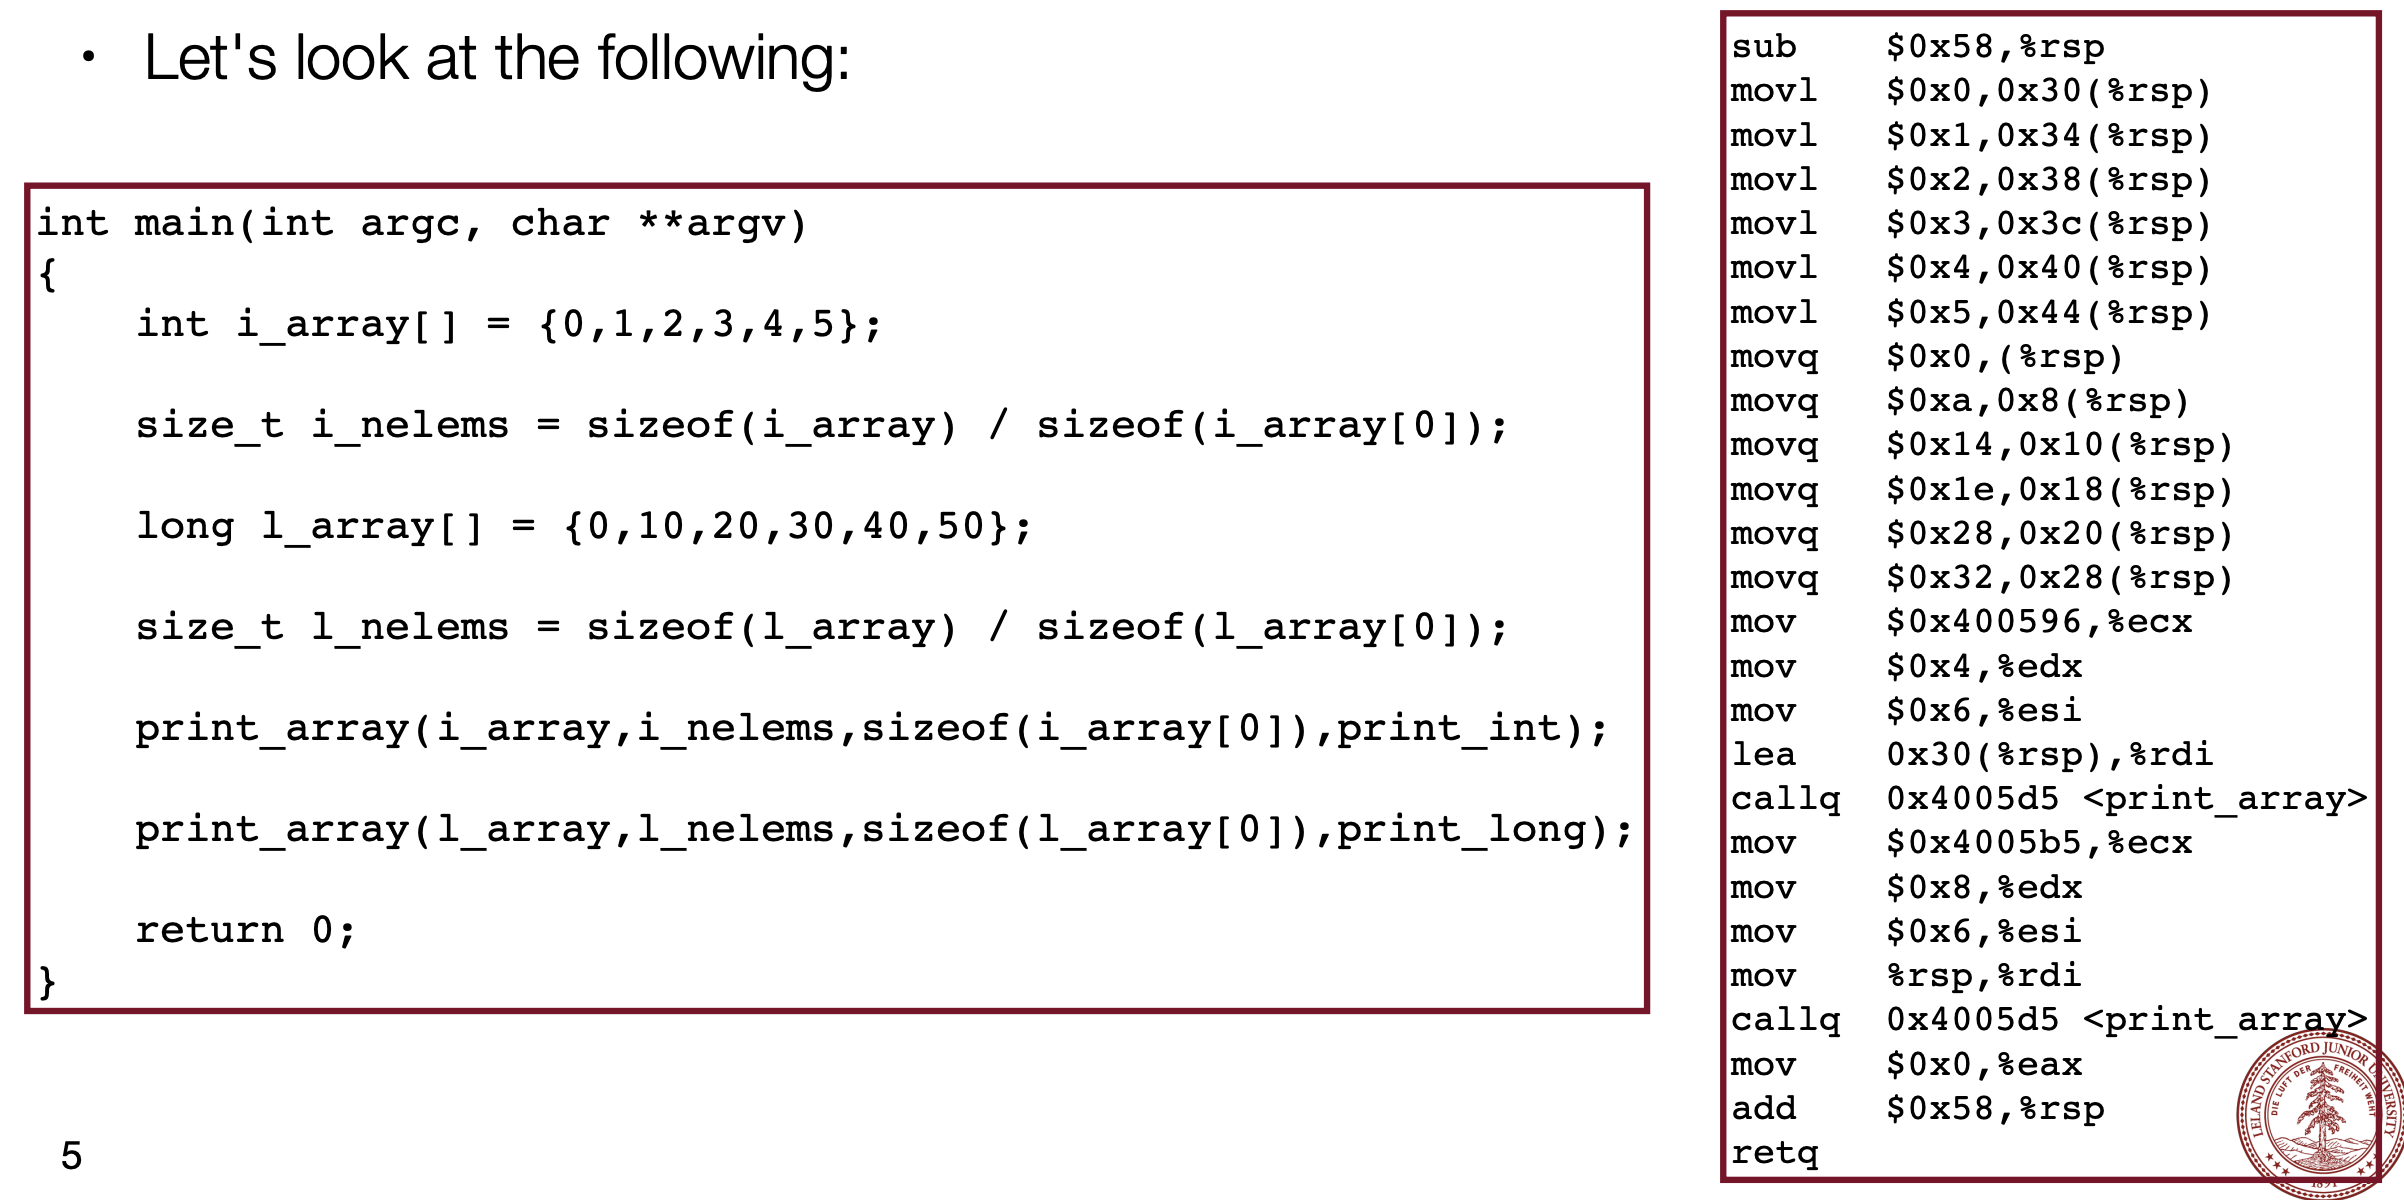 • Let's look at the following:
int main(int argc, char **argv)
{
    int i_array[] = {0,1,2,3,4,5};
    size_t i_nelems = sizeof(i_array) / sizeof(i_array[0]);
    long l_array[] = {0,10,20,30,40,50};
    size_t l_nelems = sizeof(l_array) / sizeof(l_array[0]);
    print_array(i_array,i_nelems,sizeof(i_array[0]),print_int);
    print_array(l_array,l_nelems,sizeof(l_array[0]),print_long);
    return 0;
}
sub    $0x58,%rsp
movl   $0x0,0x30(%rsp)
movl   $0x1,0x34(%rsp)
movl   $0x2,0x38(%rsp)
movl   $0x3,0x3c(%rsp)
movl   $0x4,0x40(%rsp)
movl   $0x5,0x44(%rsp)
movq   $0x0,(%rsp)
movq   $0xa,0x8(%rsp)
movq   $0x14,0x10(%rsp)
movq   $0x1e,0x18(%rsp)
movq   $0x28,0x20(%rsp)
movq   $0x32,0x28(%rsp)
mov    $0x400596,%ecx
mov    $0x4,%edx
mov    $0x6,%esi
lea    0x30(%rsp),%rdi
callq  0x4005d5 <print_array>
mov    $0x4005b5,%ecx
mov    $0x8,%edx
mov    $0x6,%esi
mov    %rsp,%rdi
callq  0x4005d5 <print_array>
mov    $0x0,%eax
add    $0x58,%rsp
retq
LELAND STANFORD JUNIOR UNIVERSITY
DIE LUFT DER FREIHEIT WEHT
1891
5